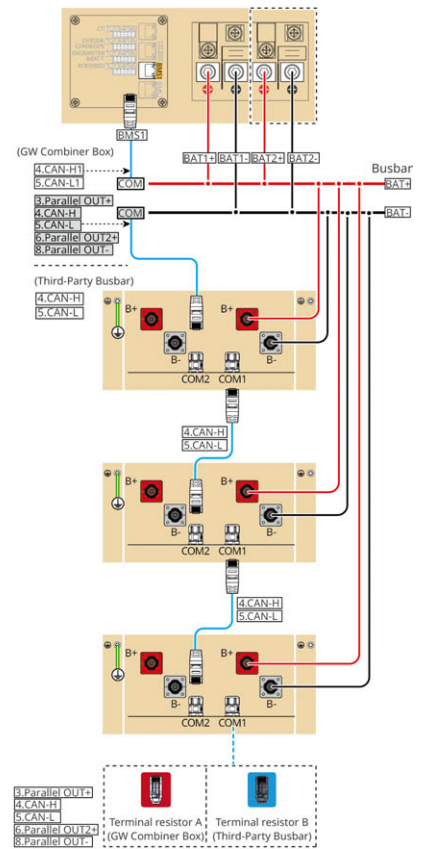 BMS1
BMS1
BAT1+
BAT1-
BAT2+
BAT2-
(GW Combiner Box)
4.CAN-H1
5.CAN-L1
COM
Busbar
BAT+
3.Parallel OUT+
4.CAN-H
5.CAN-L
6.Parallel OUT2+
8.Parallel OUT-
COM
BAT-
(Third-Party Busbar)
4.CAN-H
5.CAN-L
B+
B+
B-
B-
COM2
COM1
4.CAN-H
5.CAN-L
B+
B+
B-
B-
COM2
COM1
4.CAN-H
5.CAN-L
B+
B+
B-
B-
COM2
COM1
3.Parallel OUT+
4.CAN-H
5.CAN-L
6.Parallel OUT2+
8.Parallel OUT-
Terminal resistor A
(GW Combiner Box)
Terminal resistor B
(Third-Party Busbar)